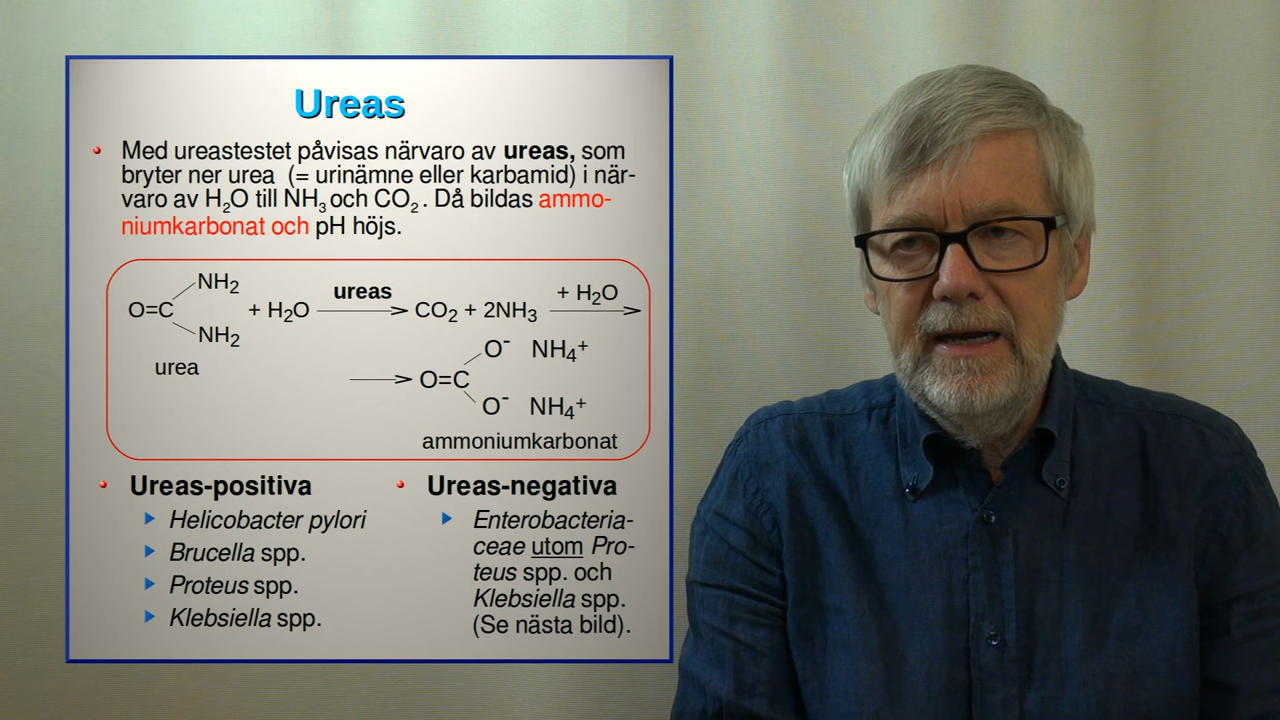 Ureas
Med ureastestet påvisas närvaro av ureas, som
bryter ner urea (= urinämne eller karbamid) i när-
varo av H₂O till NH₃ och CO₂. Då bildas ammo-
niumkarbonat och pH höjs.
NH₂
O=C
NH₂
urea
+ H₂O
ureas
CO₂ + 2NH₃
+ H₂O
O⁻ NH₄⁺
O=C
O⁻ NH₄⁺
ammoniumkarbonat
Ureas-positiva
Helicobacter pylori
Brucella spp.
Proteus spp.
Klebsiella spp.
Ureas-negativa
Enterobacteria-
ceae utom Pro-
teus spp. och
Klebsiella spp.
(Se nästa bild).